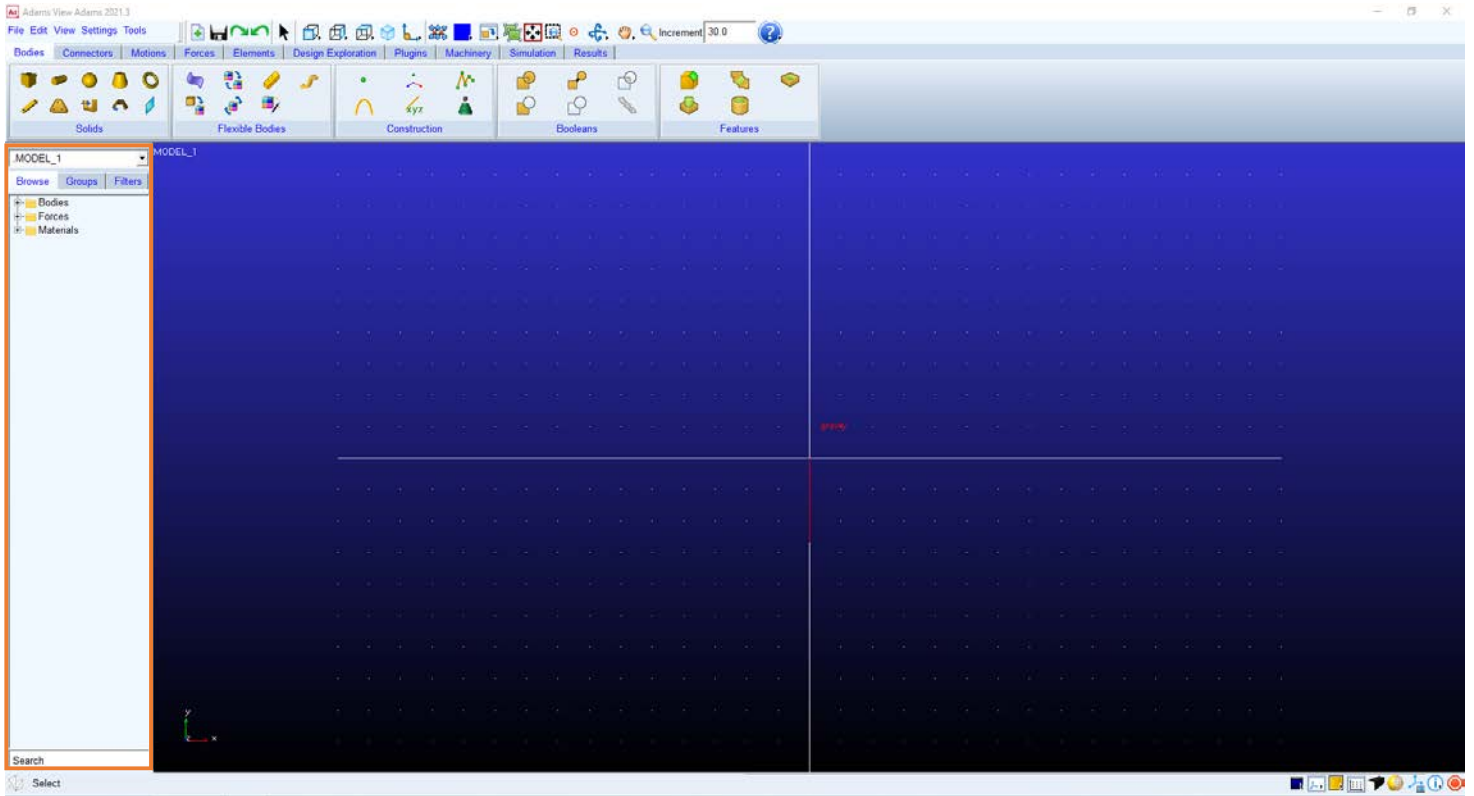 Adams View Adams 2021.3
File Edit View Settings Tools
Increment 30.0
Bodies Connectors Motions Forces Elements Design Exploration Plugins Machinery Simulation Results
xyz
Solids Flexible Bodies Construction Booleans Features
.MODEL_1
MODEL_1
Browse Groups Filters
Bodies
Forces
Materials
gravity
y
z x
Search
Select